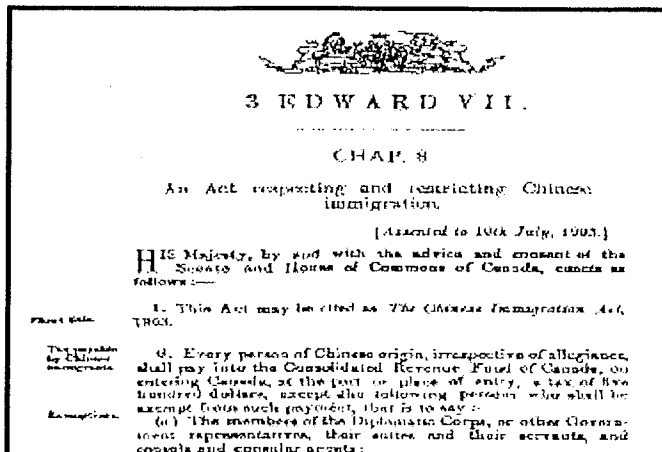 3 EDWARD VII.
CHAP. 8
An Act respecting and restricting Chinese
immigration.
[Assented to 10th July, 1903.]
HIS Majesty, by and with the advice and consent of the
Senate and House of Commons of Canada, enacts as
follows:—
Short title.
1. This Act may be cited as The Chinese Immigration Act,
1903.
Tax payable
by Chinese
immigrants.
6. Every person of Chinese origin, irrespective of allegiance,
shall pay into the Consolidated Revenue Fund of Canada, on
entering Canada, at the port or place of entry, a tax of five
hundred dollars, except the following persons who shall be
exempt from such payment, that is to say:—
Exemptions.
(a) The members of the Diplomatic Corps, or other Govern-
ment representatives, their suites and their servants, and
consuls and consular agents;